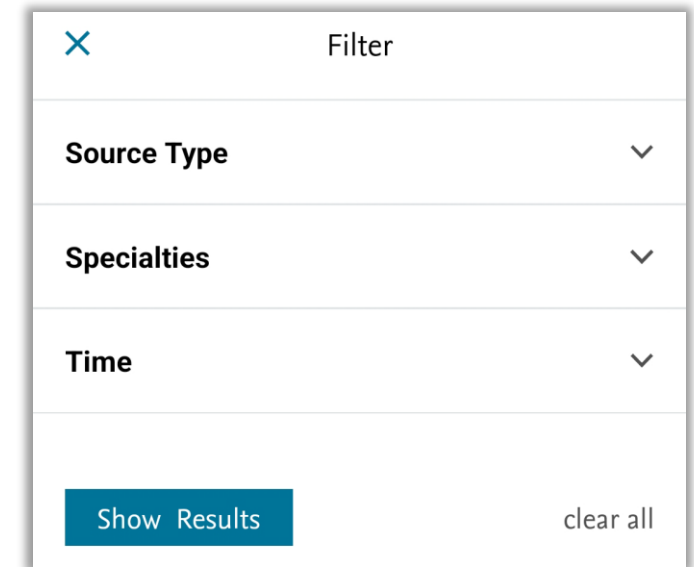 Filter
Source Type
Specialties
Time
Show Results
clear all